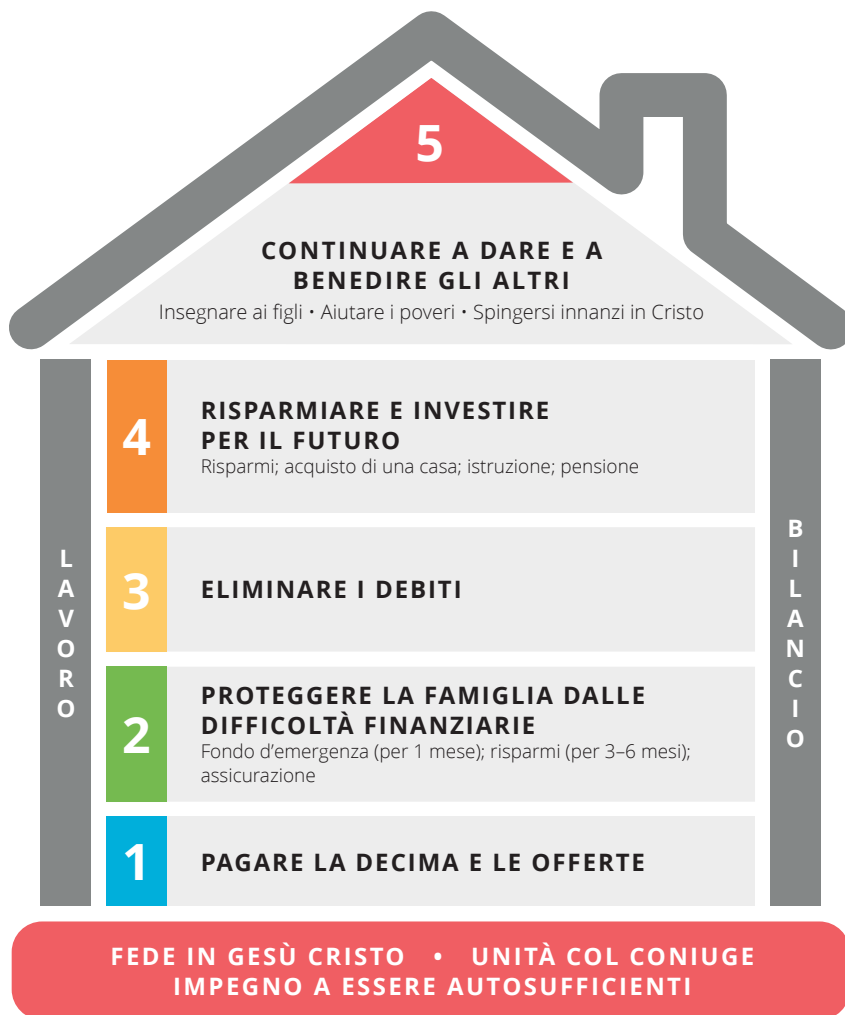 5
CONTINUARE A DARE E A
BENEDIRE GLI ALTRI
Insegnare ai figli • Aiutare i poveri • Spingersi innanzi in Cristo
LAVORO
4
RISPARMIARE E INVESTIRE
PER IL FUTURO
Risparmi; acquisto di una casa; istruzione; pensione
3
ELIMINARE I DEBITI
2
PROTEGGERE LA FAMIGLIA DALLE
DIFFICOLTÀ FINANZIARIE
Fondo d’emergenza (per 1 mese); risparmi (per 3–6 mesi);
assicurazione
1
PAGARE LA DECIMA E LE OFFERTE
BILANCIO
FEDE IN GESÙ CRISTO • UNITÀ COL CONIUGE
IMPEGNO A ESSERE AUTOSUFFICIENTI